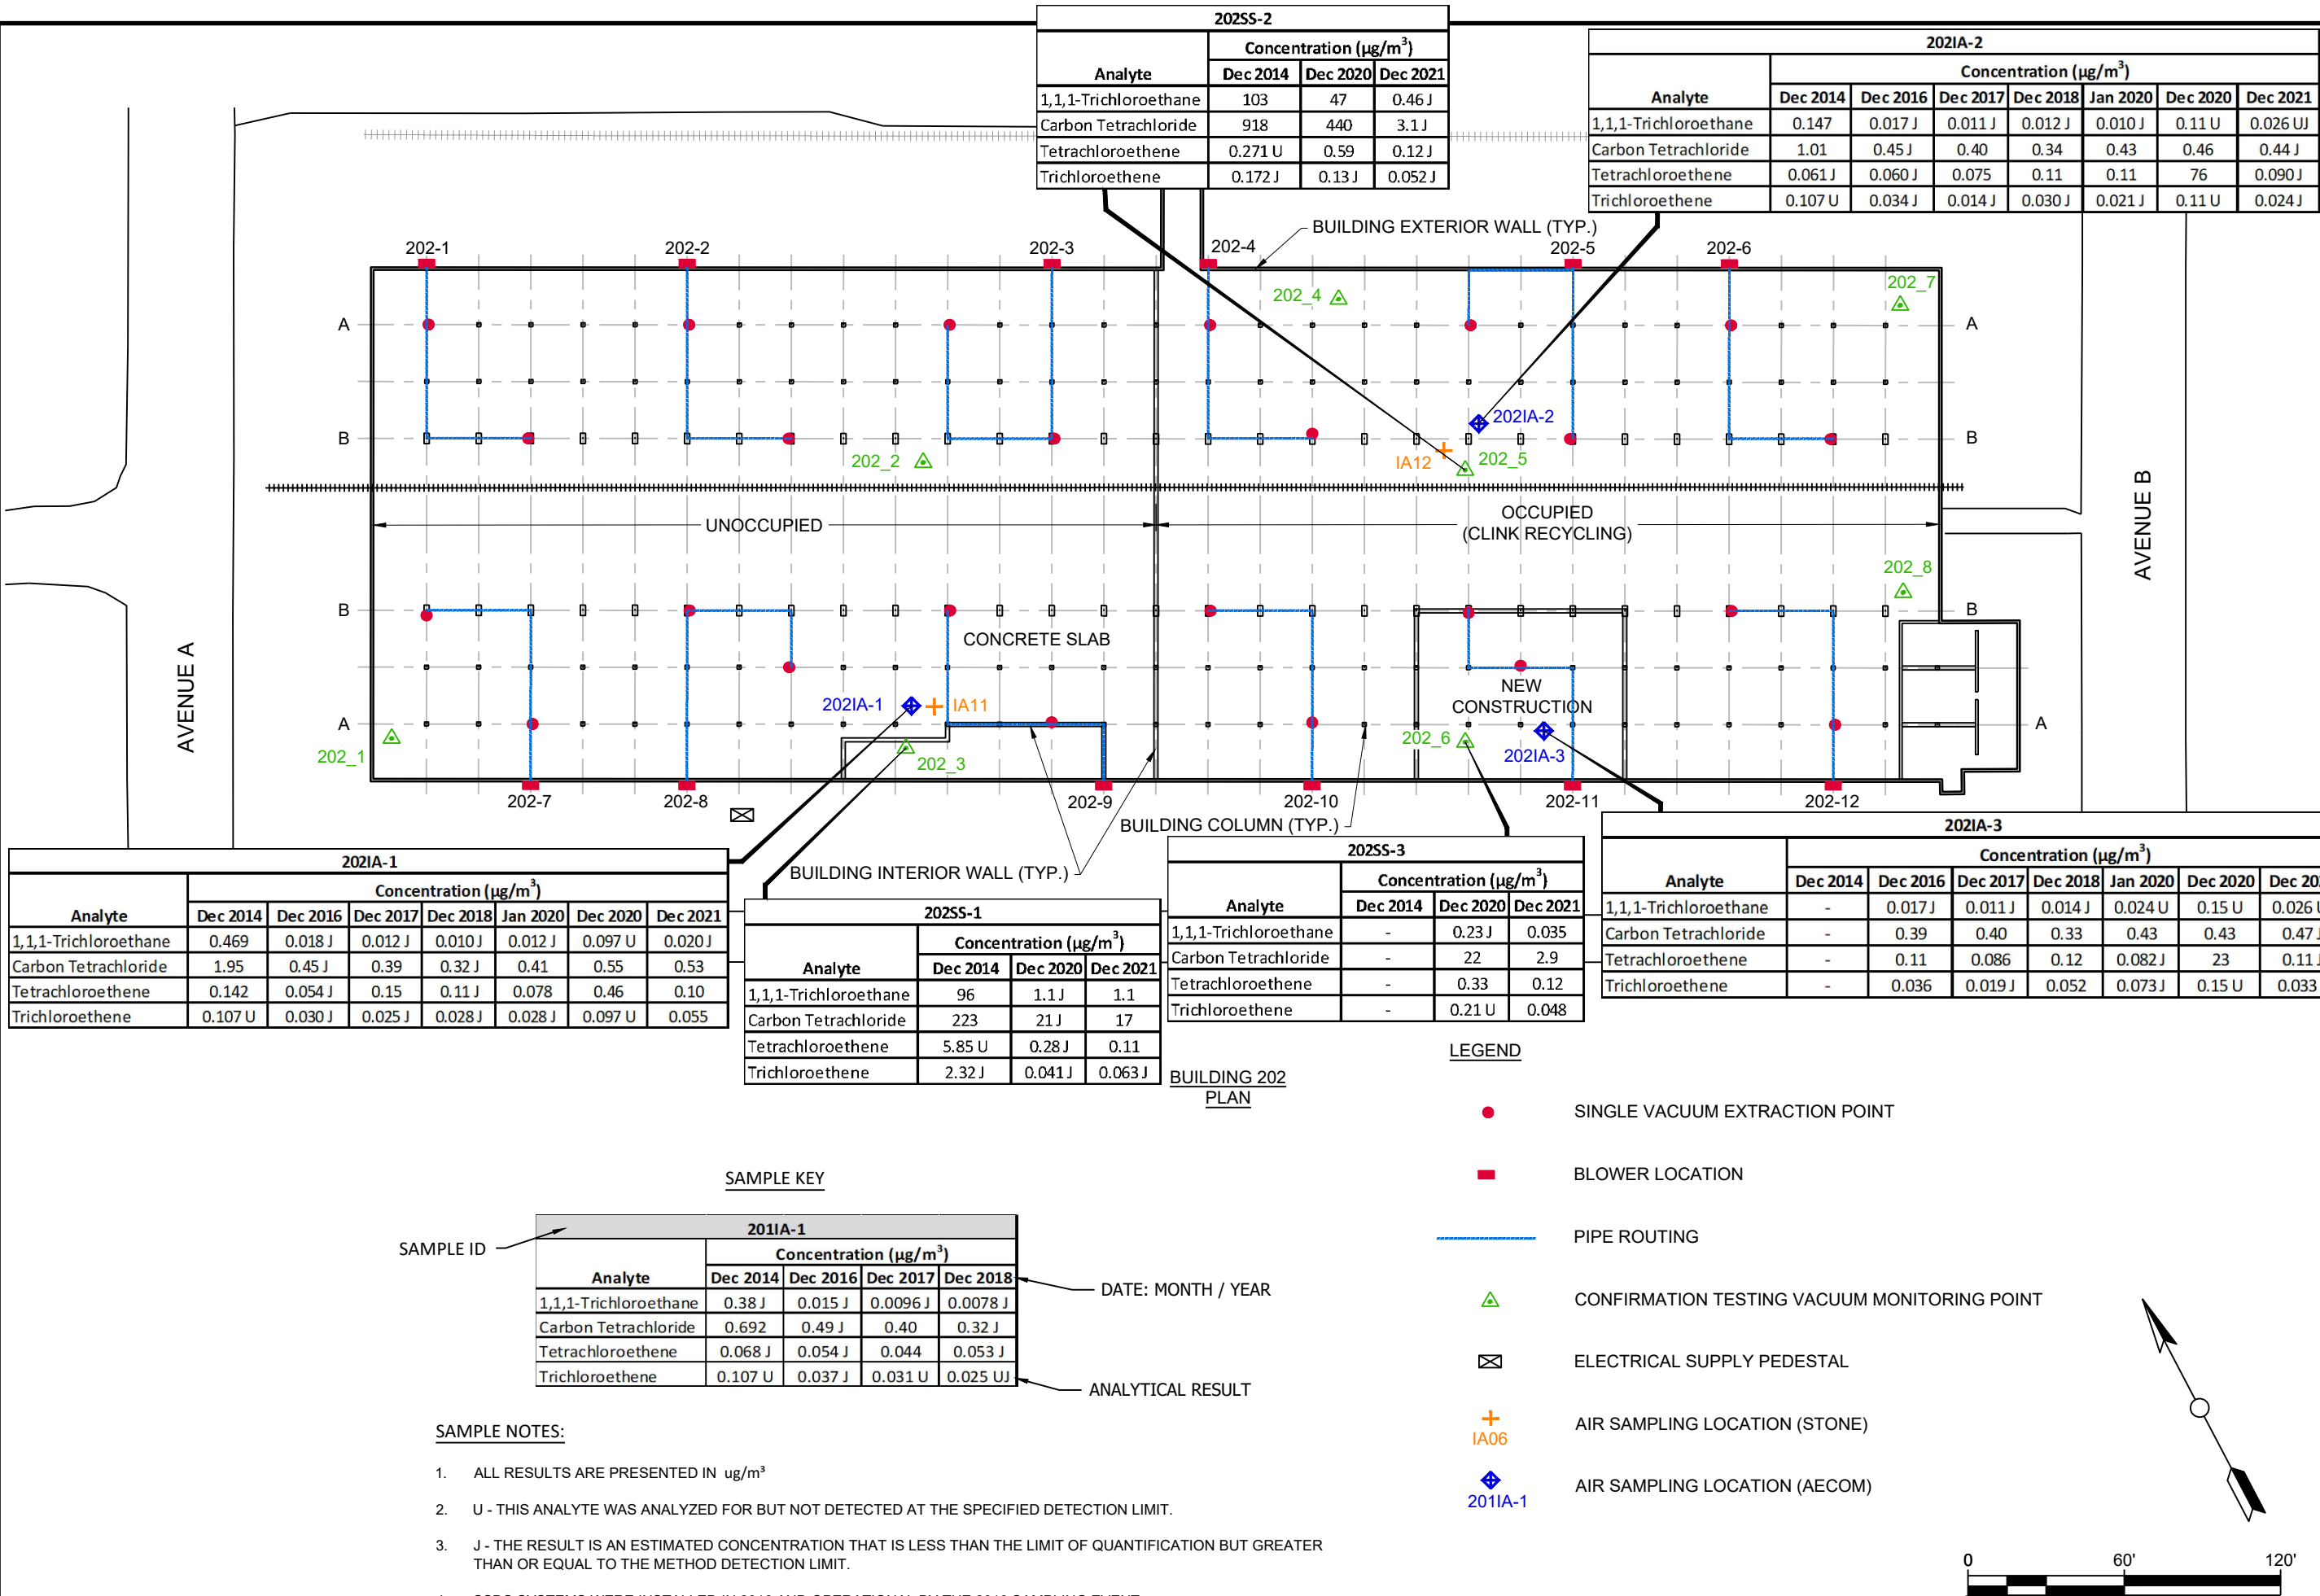 202SS-2
Concentration (µg/m³)
Analyte Dec 2014 Dec 2020 Dec 2021
1,1,1-Trichloroethane 103 47 0.46 J
Carbon Tetrachloride 918 440 3.1 J
Tetrachloroethene 0.271 U 0.59 0.12 J
Trichloroethene 0.172 J 0.13 J 0.052 J
202IA-2
Concentration (µg/m³)
Analyte Dec 2014 Dec 2016 Dec 2017 Dec 2018 Jan 2020 Dec 2020 Dec 2021
1,1,1-Trichloroethane 0.147 0.017 J 0.011 J 0.012 J 0.010 J 0.11 U 0.026 UJ
Carbon Tetrachloride 1.01 0.45 J 0.40 0.34 0.43 0.46 0.44 J
Tetrachloroethene 0.061 J 0.060 J 0.075 0.11 0.11 76 0.090 J
Trichloroethene 0.107 U 0.034 J 0.014 J 0.030 J 0.021 J 0.11 U 0.024 J
BUILDING EXTERIOR WALL (TYP.)
202-1 202-2 202-3 202-4 202-5 202-6
202_4 202_7
A A
202IA-2
B B
202_2 IA12 202_5
UNOCCUPIED
OCCUPIED
(CLINK RECYCLING)
AVENUE B
202_8
B B
CONCRETE SLAB
AVENUE A
NEW
CONSTRUCTION
202IA-1 IA11
A A
202_1 202_3 202_6 202IA-3
202-7 202-8 202-9 202-10 202-11 202-12
BUILDING COLUMN (TYP.)
BUILDING INTERIOR WALL (TYP.)
202IA-1
Concentration (µg/m³)
Analyte Dec 2014 Dec 2016 Dec 2017 Dec 2018 Jan 2020 Dec 2020 Dec 2021
1,1,1-Trichloroethane 0.469 0.018 J 0.012 J 0.010 J 0.012 J 0.097 U 0.020 J
Carbon Tetrachloride 1.95 0.45 J 0.39 0.32 J 0.41 0.55 0.53
Tetrachloroethene 0.142 0.054 J 0.15 0.11 J 0.078 0.46 0.10
Trichloroethene 0.107 U 0.030 J 0.025 J 0.028 J 0.028 J 0.097 U 0.055
202SS-1
Concentration (µg/m³)
Analyte Dec 2014 Dec 2020 Dec 2021
1,1,1-Trichloroethane 96 1.1 J 1.1
Carbon Tetrachloride 223 21 J 17
Tetrachloroethene 5.85 U 0.28 J 0.11
Trichloroethene 2.32 J 0.041 J 0.063 J
202SS-3
Concentration (µg/m³)
Analyte Dec 2014 Dec 2020 Dec 2021
1,1,1-Trichloroethane - 0.23 J 0.035
Carbon Tetrachloride - 22 2.9
Tetrachloroethene - 0.33 0.12
Trichloroethene - 0.21 U 0.048
202IA-3
Concentration (µg/m³)
Analyte Dec 2014 Dec 2016 Dec 2017 Dec 2018 Jan 2020 Dec 2020 Dec
1,1,1-Trichloroethane - 0.017 J 0.011 J 0.014 J 0.024 U 0.15 U 0.026
Carbon Tetrachloride - 0.39 0.40 0.33 0.43 0.43 0.47 J
Tetrachloroethene - 0.11 0.086 0.12 0.082 J 23 0.11 J
Trichloroethene - 0.036 0.019 J 0.052 0.073 J 0.15 U 0.033
BUILDING 202
PLAN
LEGEND
SINGLE VACUUM EXTRACTION POINT
BLOWER LOCATION
PIPE ROUTING
CONFIRMATION TESTING VACUUM MONITORING POINT
ELECTRICAL SUPPLY PEDESTAL
IA06 AIR SAMPLING LOCATION (STONE)
201IA-1 AIR SAMPLING LOCATION (AECOM)
SAMPLE KEY
SAMPLE ID
201IA-1
Concentration (µg/m³)
Analyte Dec 2014 Dec 2016 Dec 2017 Dec 2018
1,1,1-Trichloroethane 0.38 J 0.015 J 0.0096 J 0.0078 J
Carbon Tetrachloride 0.692 0.49 J 0.40 0.32 J
Tetrachloroethene 0.068 J 0.054 J 0.044 0.053 J
Trichloroethene 0.107 U 0.037 J 0.031 U 0.025 UJ
DATE: MONTH / YEAR
ANALYTICAL RESULT
SAMPLE NOTES:
1. ALL RESULTS ARE PRESENTED IN ug/m³
2. U - THIS ANALYTE WAS ANALYZED FOR BUT NOT DETECTED AT THE SPECIFIED DETECTION LIMIT.
3. J - THE RESULT IS AN ESTIMATED CONCENTRATION THAT IS LESS THAN THE LIMIT OF QUANTIFICATION BUT GREATER
THAN OR EQUAL TO THE METHOD DETECTION LIMIT.
0 60' 120'